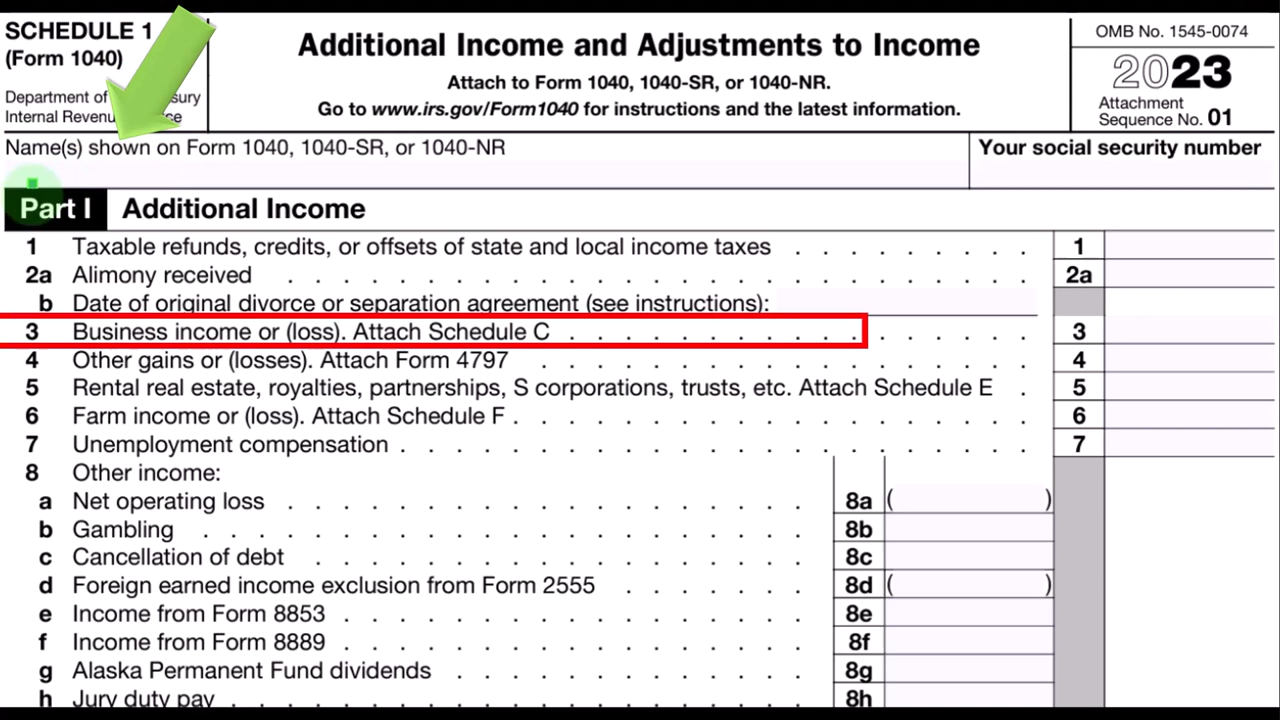 SCHEDULE 1
(Form 1040)
Department of
Internal Reven
Additional Income and Adjustments to Income
Attach to Form 1040, 1040-SR, or 1040-NR.
Go to www.irs.gov/Form1040 for instructions and the latest information.
OMB No. 1545-0074
2023
Attachment
Sequence No. 01
Name(s) shown on Form 1040, 1040-SR, or 1040-NR
Your social security number
Part I Additional Income
1 Taxable refunds, credits, or offsets of state and local income taxes . . . . . . . . . 1
2a Alimony received . . . . . . . . . . . . . . . . . . . . . . . . . . . 2a
b Date of original divorce or separation agreement (see instructions):
3 Business income or (loss). Attach Schedule C . . . . . . . . . . . . . . . . . 3
4 Other gains or (losses). Attach Form 4797 . . . . . . . . . . . . . . . . . . 4
5 Rental real estate, royalties, partnerships, S corporations, trusts, etc. Attach Schedule E . 5
6 Farm income or (loss). Attach Schedule F . . . . . . . . . . . . . . . . . . . 6
7 Unemployment compensation . . . . . . . . . . . . . . . . . . . . . . . 7
8 Other income:
a Net operating loss . . . . . . . . . . . . . . . . . . . 8a ( )
b Gambling . . . . . . . . . . . . . . . . . . . . . . 8b
c Cancellation of debt . . . . . . . . . . . . . . . . . . 8c
d Foreign earned income exclusion from Form 2555 . . . . . . . 8d ( )
e Income from Form 8853 . . . . . . . . . . . . . . . . . 8e
f Income from Form 8889 . . . . . . . . . . . . . . . . . 8f
g Alaska Permanent Fund dividends . . . . . . . . . . . . . 8g
h Jury duty pay . . . . . . . . . . . . . . . . . . . . . 8h